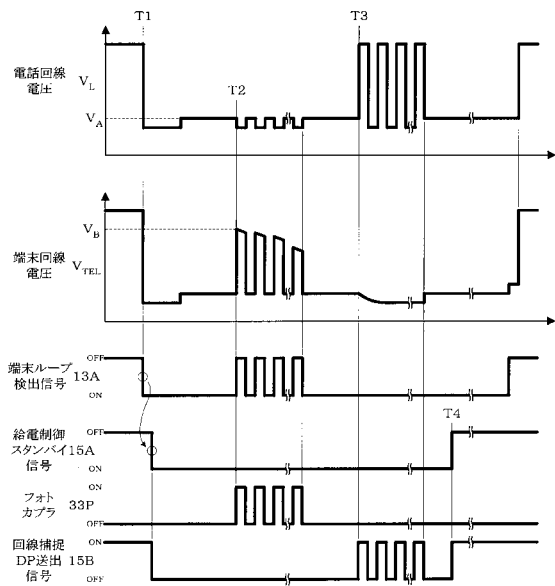 T1
T3
電話回線
電圧
V_L
V_A
T2
端末回線
電圧
V_B
V_TEL
端末ループ
検出信号 13A
OFF
ON
T4
給電制御
スタンバイ 15A
信号
OFF
ON
フォト
カプラ
33P
ON
OFF
回線捕捉
DP送出 15B
信号
ON
OFF